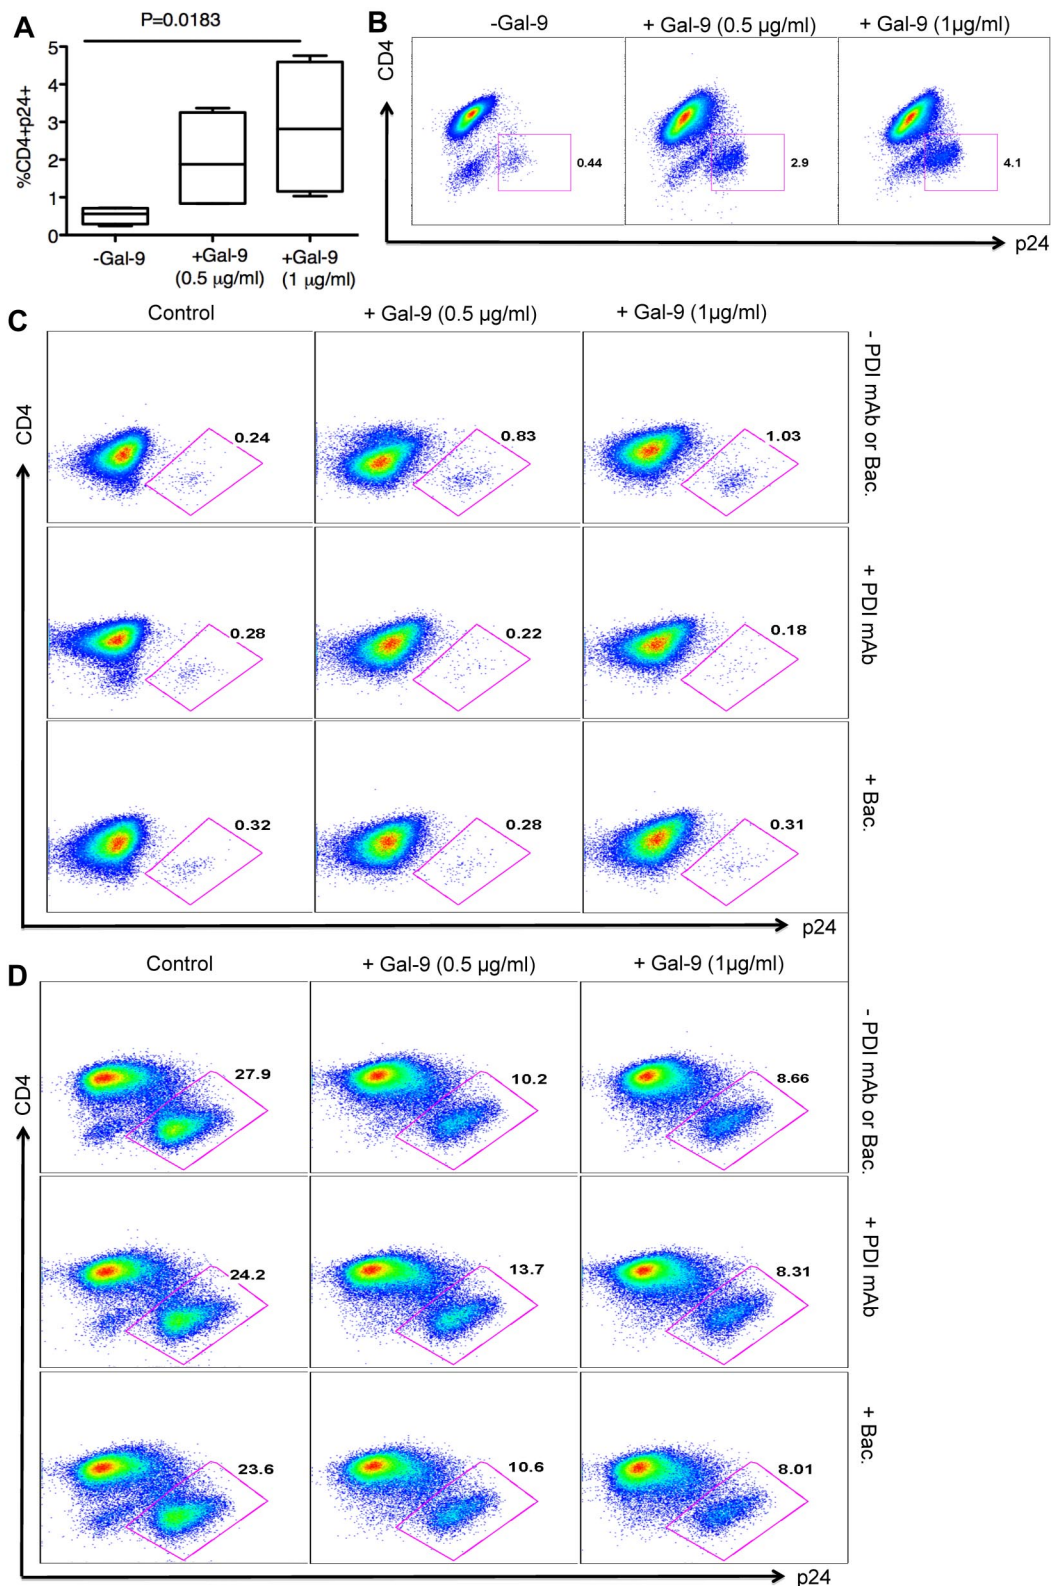 A
P=0.0183
%CD4+p24+
5
4
3
2
1
0
-Gal-9
+Gal-9
(0.5 µg/ml)
+Gal-9
(1 µg/ml)
B
-Gal-9
+ Gal-9 (0.5 µg/ml)
+ Gal-9 (1µg/ml)
CD4
0.44
2.9
4.1
p24
C
Control
+ Gal-9 (0.5 µg/ml)
+ Gal-9 (1µg/ml)
CD4
0.24
0.83
1.03
- PDI mAb or Bac.
0.28
0.22
0.18
+ PDI mAb
0.32
0.28
0.31
+ Bac.
p24
D
Control
+ Gal-9 (0.5 µg/ml)
+ Gal-9 (1µg/ml)
CD4
27.9
10.2
8.66
- PDI mAb or Bac.
24.2
13.7
8.31
+ PDI mAb
23.6
10.6
8.01
+ Bac.
p24